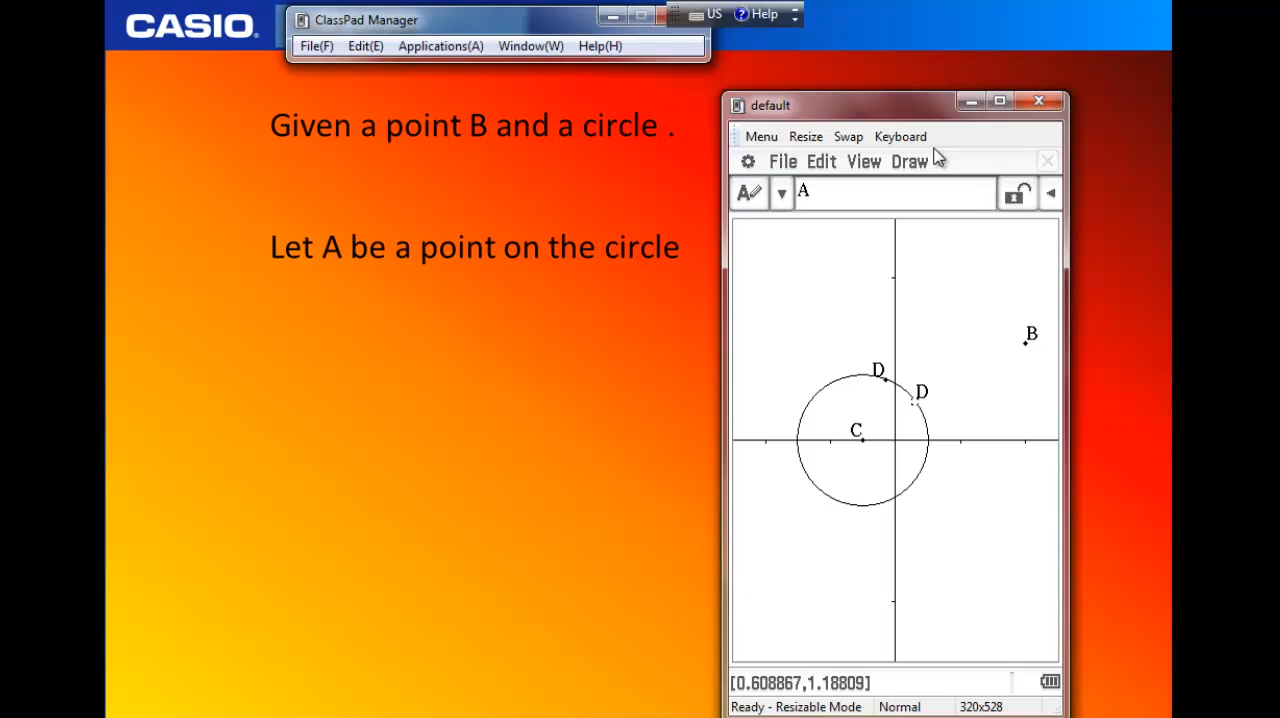 CASIO®
ClassPad Manager
US Help
File(F) Edit(E) Applications(A) Window(W) Help(H)
Given a point B and a circle .
Let A be a point on the circle
default
Menu Resize Swap Keyboard
File Edit View Draw
A
B
D
D
C
[0.608867,1.18809]
Ready - Resizable Mode Normal 320x528